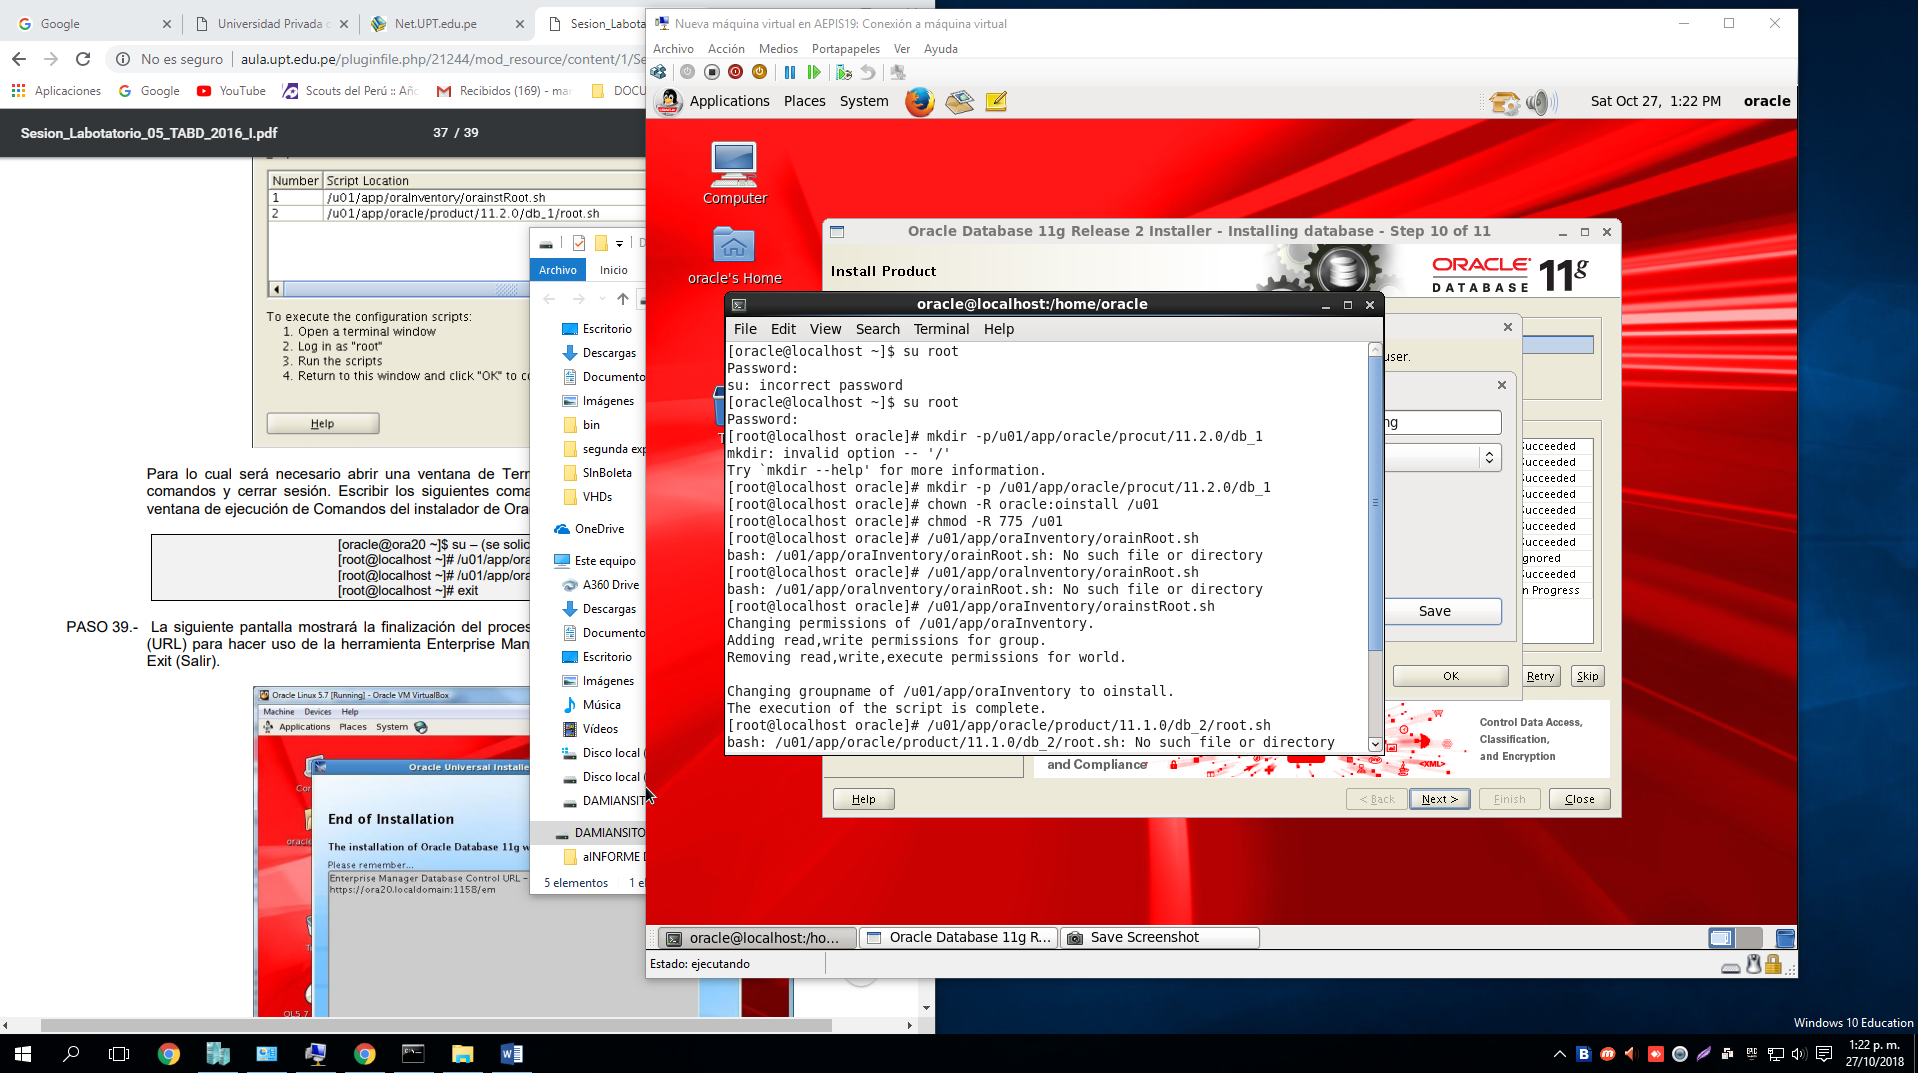 Google
Universidad Privada
Net.UPT.edu.pe
Sesion_Labota
No es seguro
aula.upt.edu.pe/pluginfile.php/21244/mod_resource/content/1/Se
Aplicaciones
Google
YouTube
Scouts del Perú :: Año
Recibidos (169) - ma
DOCU
Sesion_Labotatorio_05_TABD_2016_I.pdf
37 / 39
Number
Script Location
1
/u01/app/oraInventory/orainstRoot.sh
2
/u01/app/oracle/product/11.2.0/db_1/root.sh
To execute the configuration scripts:
1. Open a terminal window
2. Log in as "root"
3. Run the scripts
4. Return to this window and click "OK" to co
Help
Para lo cual será necesario abrir una ventana de Tern
comandos y cerrar sesión. Escribir los siguientes coma
ventana de ejecución de Comandos del instalador de Ora
[oracle@ora20 ~]$ su – (se solic
[root@localhost ~]# /u01/app/ora
[root@localhost ~]# /u01/app/ora
[root@localhost ~]# exit
PASO 39.- La siguiente pantalla mostrará la finalización del proces
(URL) para hacer uso de la herramienta Enterprise Man
Exit (Salir).
Oracle Linux 5.7 [Running] - Oracle VM VirtualBox
Machine Devices Help
Applications Places System
Oracle Universal Installe
End of Installation
The installation of Oracle Database 11g w
Please remember...
Enterprise Manager Database Control URL -
https://ora20.localdomain:1158/em
Archivo
Inicio
Escritorio
Descargas
Documento
Imágenes
bin
segunda exp
SInBoleta
VHDs
OneDrive
Este equipo
A360 Drive
Descargas
Documento
Escritorio
Imágenes
Música
Vídeos
Disco local (
Disco local (
DAMIANSIT
DAMIANSITO
aINFORME D
5 elementos
1 el
Nueva máquina virtual en AEPIS19: Conexión a máquina virtual
Archivo Acción Medios Portapapeles Ver Ayuda
Applications Places System
Sat Oct 27, 1:22 PM
oracle
Computer
oracle's Home
Oracle Database 11g Release 2 Installer - Installing database - Step 10 of 11
Install Product
ORACLE
DATABASE
11g
oracle@localhost:/home/oracle
File Edit View Search Terminal Help
[oracle@localhost ~]$ su root
Password:
su: incorrect password
[oracle@localhost ~]$ su root
Password:
[root@localhost oracle]# mkdir -p/u01/app/oracle/procut/11.2.0/db_1
mkdir: invalid option -- '/'
Try `mkdir --help' for more information.
[root@localhost oracle]# mkdir -p /u01/app/oracle/procut/11.2.0/db_1
[root@localhost oracle]# chown -R oracle:oinstall /u01
[root@localhost oracle]# chmod -R 775 /u01
[root@localhost oracle]# /u01/app/oraInventory/orainRoot.sh
bash: /u01/app/oraInventory/orainRoot.sh: No such file or directory
[root@localhost oracle]# /u01/app/oralnventory/orainRoot.sh
bash: /u01/app/oralnventory/orainRoot.sh: No such file or directory
[root@localhost oracle]# /u01/app/oraInventory/orainstRoot.sh
Changing permissions of /u01/app/oraInventory.
Adding read,write permissions for group.
Removing read,write,execute permissions for world.
Changing groupname of /u01/app/oraInventory to oinstall.
The execution of the script is complete.
[root@localhost oracle]# /u01/app/oracle/product/11.1.0/db_2/root.sh
bash: /u01/app/oracle/product/11.1.0/db_2/root.sh: No such file or directory
user.
ng
Save
OK
Succeeded
Succeeded
Succeeded
Succeeded
Succeeded
Succeeded
Succeeded
gnored
Succeeded
n Progress
Retry
Skip
Control Data Access,
Classification,
and Encryption
and Compliance
<XML>
Help
< Back
Next >
Finish
Close
oracle@localhost:/ho...
Oracle Database 11g R...
Save Screenshot
Estado: ejecutando
Windows 10 Education
1:22 p. m.
27/10/2018